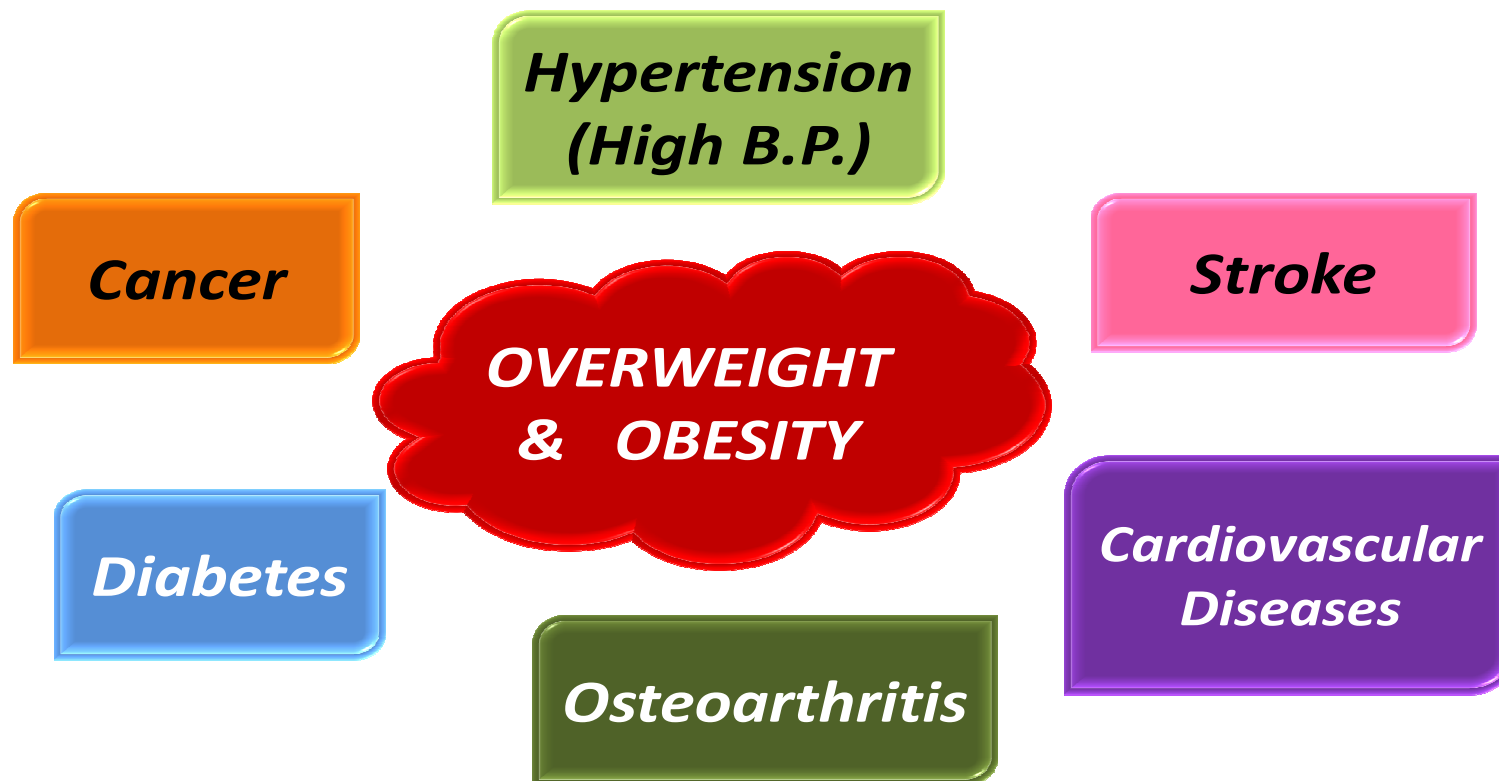 Hypertension
(High B.P.)
Cancer
Stroke
OVERWEIGHT
& OBESITY
Cardiovascular
Diseases
Diabetes
Osteoarthritis